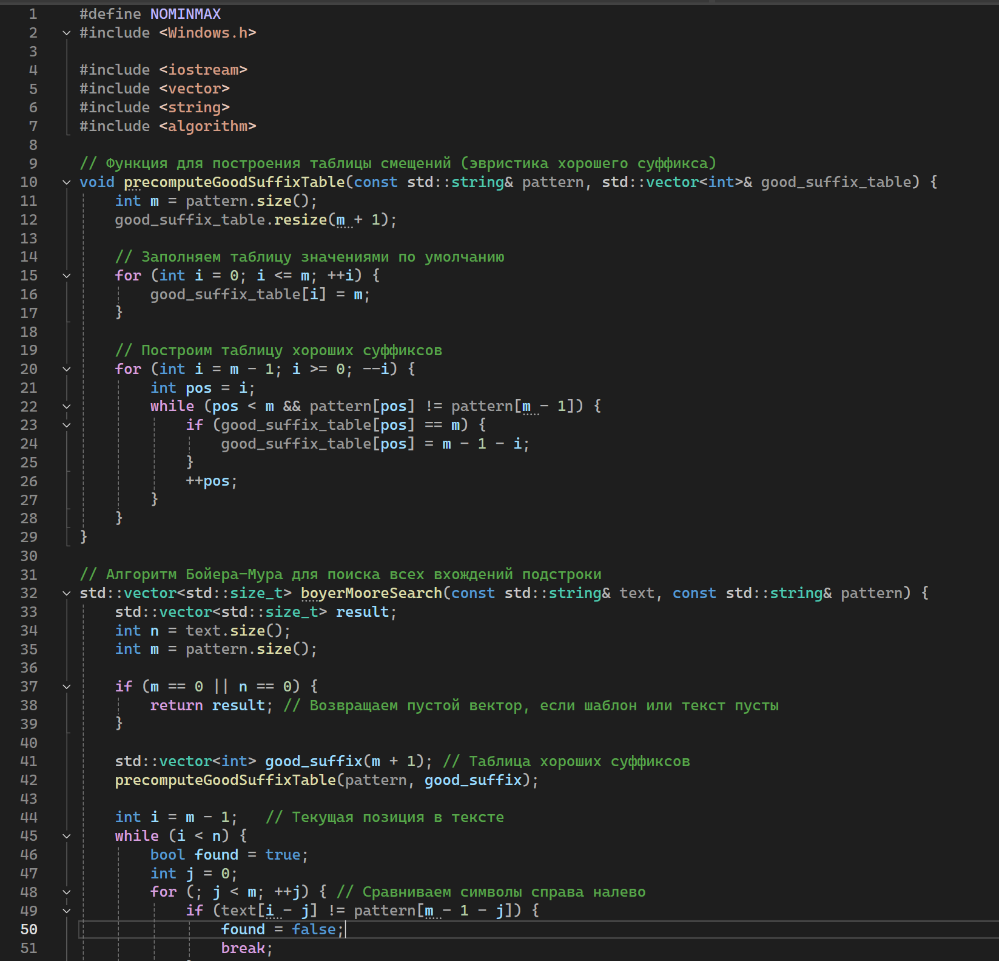 1 #define NOMINMAX
2 #include <Windows.h>
3
4 #include <iostream>
5 #include <vector>
6 #include <string>
7 #include <algorithm>
8
9 // Функция для построения таблицы смещений (эвристика хорошего суффикса)
10 void precomputeGoodSuffixTable(const std::string& pattern, std::vector<int>& good_suffix_table) {
11     int m = pattern.size();
12     good_suffix_table.resize(m + 1);
13
14     // Заполняем таблицу значениями по умолчанию
15     for (int i = 0; i <= m; ++i) {
16         good_suffix_table[i] = m;
17     }
18
19     // Построим таблицу хороших суффиксов
20     for (int i = m - 1; i >= 0; --i) {
21         int pos = i;
22         while (pos < m && pattern[pos] != pattern[m - 1]) {
23             if (good_suffix_table[pos] == m) {
24                 good_suffix_table[pos] = m - 1 - i;
25             }
26             ++pos;
27         }
28     }
29 }
30
31 // Алгоритм Бойера-Мура для поиска всех вхождений подстроки
32 std::vector<std::size_t> boyerMooreSearch(const std::string& text, const std::string& pattern) {
33     std::vector<std::size_t> result;
34     int n = text.size();
35     int m = pattern.size();
36
37     if (m == 0 || n == 0) {
38         return result; // Возвращаем пустой вектор, если шаблон или текст пусты
39     }
40
41     std::vector<int> good_suffix(m + 1); // Таблица хороших суффиксов
42     precomputeGoodSuffixTable(pattern, good_suffix);
43
44     int i = m - 1;   // Текущая позиция в тексте
45     while (i < n) {
46         bool found = true;
47         int j = 0;
48         for (; j < m; ++j) { // Сравниваем символы справа налево
49             if (text[i - j] != pattern[m - 1 - j]) {
50                 found = false;
51                 break;